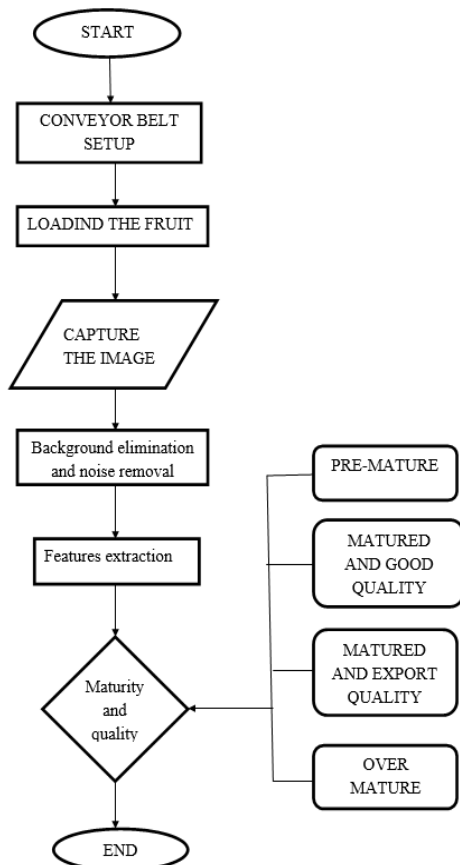 START
CONVEYOR BELT
SETUP
LOADIND THE FRUIT
CAPTURE
THE IMAGE
Background elimination
and noise removal
Features extraction
Maturity
and
quality
END
PRE-MATURE
MATURED
AND GOOD
QUALITY
MATURED
AND EXPORT
QUALITY
OVER
MATURE